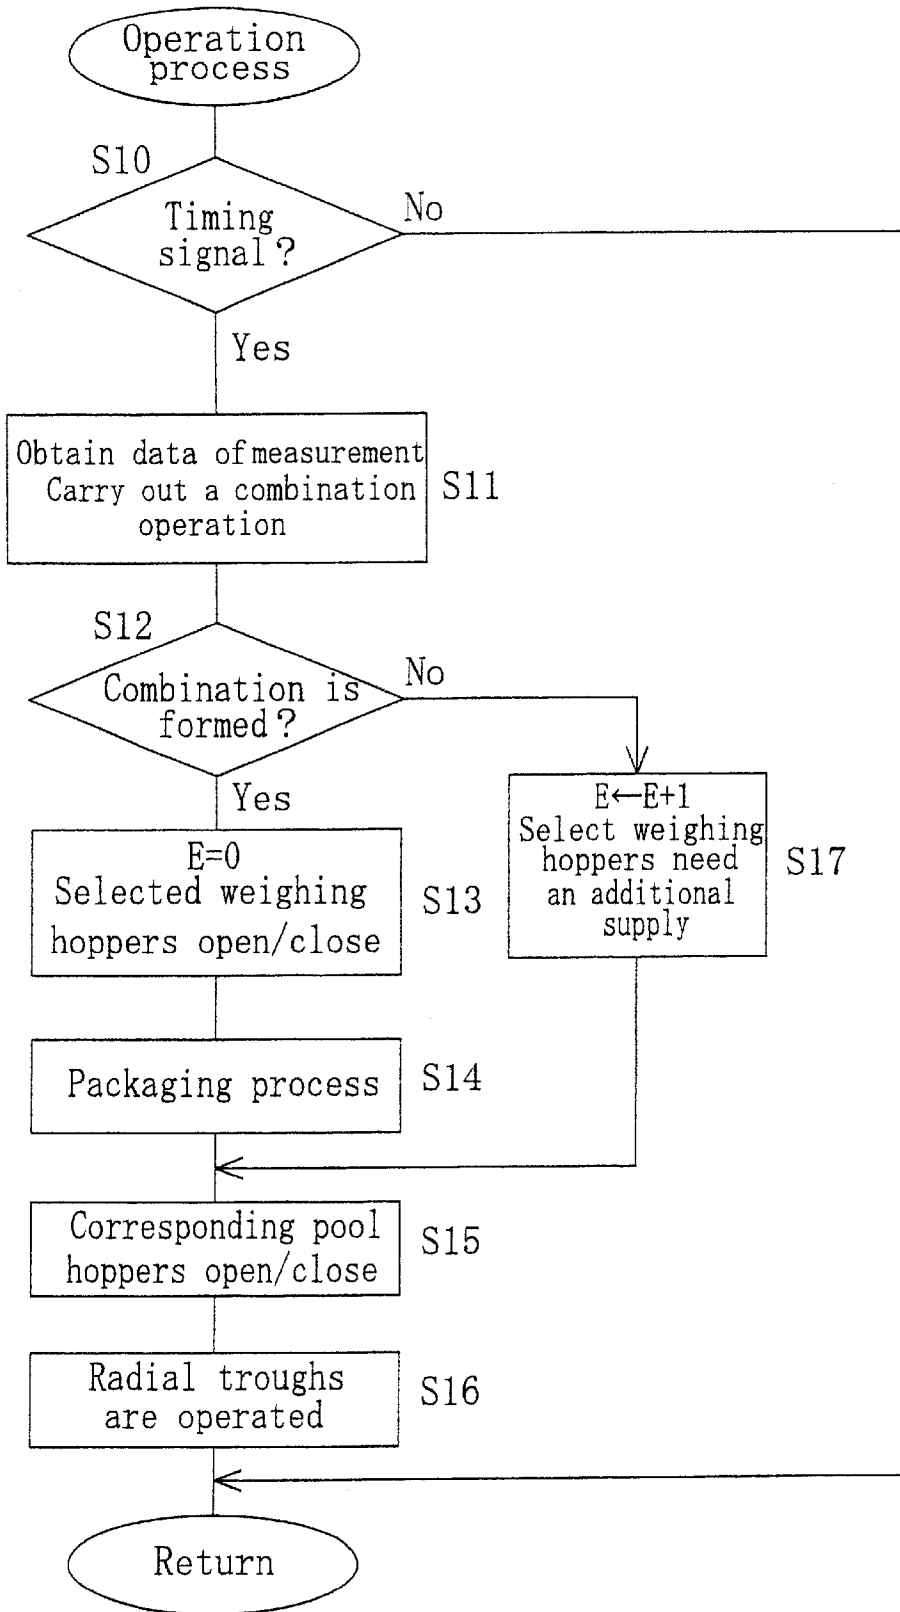 Operation
process
S10
Timing
signal?
No
Yes
Obtain data of measurement
Carry out a combination
operation
S11
S12
Combination is
formed?
No
Yes
E=0
Selected weighing
hoppers open/close
S13
E←E+1
Select weighing
hoppers need
an additional
supply
S17
Packaging process
S14
Corresponding pool
hoppers open/close
S15
Radial troughs
are operated
S16
Return